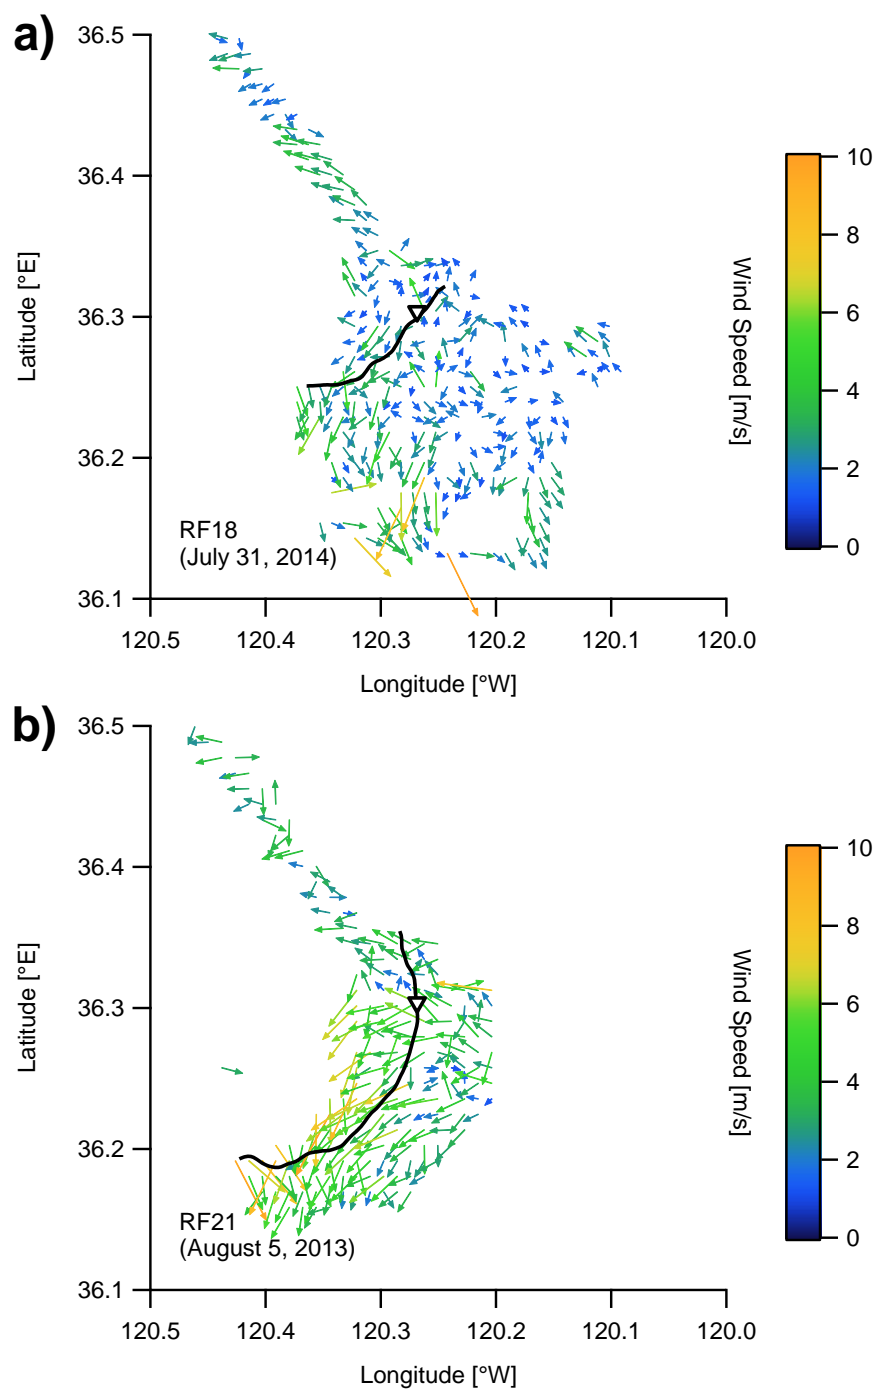 a)
36.5
36.4
36.3
36.2
36.1
Latitude [°E]
120.5
120.4
120.3
120.2
120.1
120.0
Longitude [°W]
RF18
(July 31, 2014)
10
8
6
4
2
0
Wind Speed [m/s]
b)
36.5
36.4
36.3
36.2
36.1
Latitude [°E]
120.5
120.4
120.3
120.2
120.1
120.0
Longitude [°W]
RF21
(August 5, 2013)
10
8
6
4
2
0
Wind Speed [m/s]